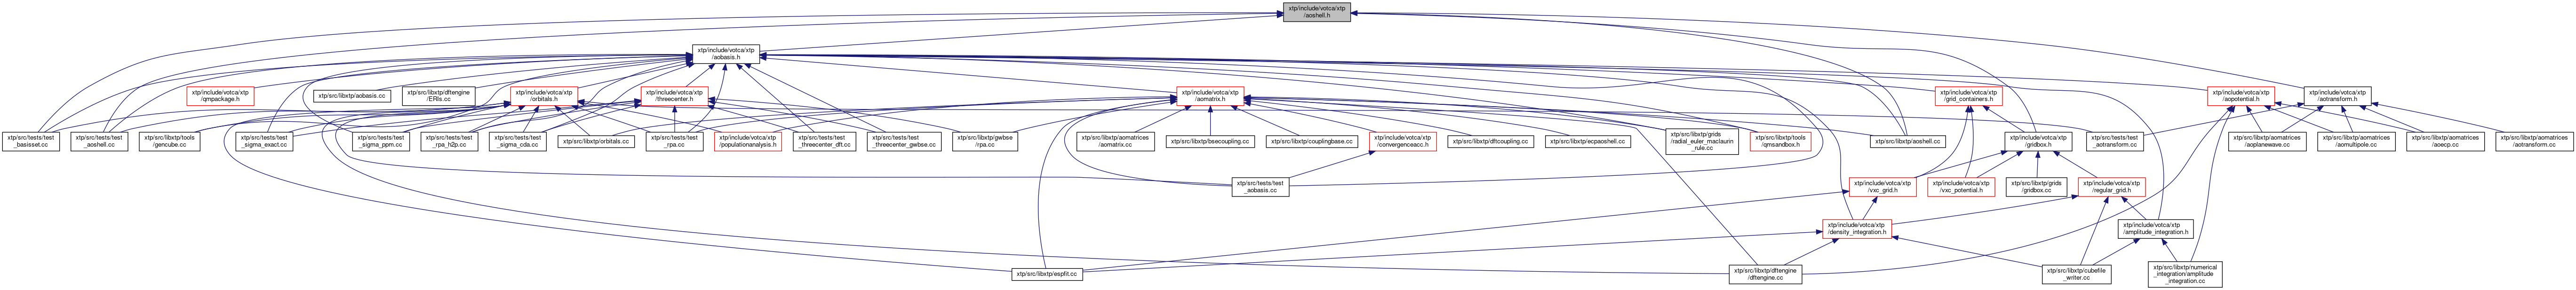 xtp/include/votca/xtp
/aoshell.h
xtp/include/votca/xtp
/aobasis.h
xtp/include/votca/xtp
/qmpackage.h
xtp/src/libxtp/aobasis.cc
xtp/src/libxtp/dftengine
/ERIs.cc
xtp/include/votca/xtp
/orbitals.h
xtp/include/votca/xtp
/threecenter.h
xtp/include/votca/xtp
/aomatrix.h
xtp/include/votca/xtp
/grid_containers.h
xtp/include/votca/xtp
/aopotential.h
xtp/include/votca/xtp
/aotransform.h
xtp/src/tests/test
_basisset.cc
xtp/src/tests/test
_aoshell.cc
xtp/src/libxtp/tools
/gencube.cc
xtp/src/tests/test
_sigma_exact.cc
xtp/src/tests/test
_sigma_ppm.cc
xtp/src/tests/test
_rpa_h2p.cc
xtp/src/tests/test
_sigma_cda.cc
xtp/src/libxtp/orbitals.cc
xtp/src/tests/test
_rpa.cc
xtp/include/votca/xtp
/populationanalysis.h
xtp/src/tests/test
_threecenter_dft.cc
xtp/src/tests/test
_threecenter_gwbse.cc
xtp/src/libxtp/gwbse
/rpa.cc
xtp/src/libxtp/aomatrices
/aomatrix.cc
xtp/src/libxtp/bsecoupling.cc
xtp/src/libxtp/couplingbase.cc
xtp/include/votca/xtp
/convergenceacc.h
xtp/src/libxtp/dftcoupling.cc
xtp/src/libxtp/ecpaoshell.cc
xtp/src/libxtp/grids
/radial_euler_maclaurin
_rule.cc
xtp/src/libxtp/tools
/qmsandbox.h
xtp/src/libxtp/aoshell.cc
xtp/include/votca/xtp
/gridbox.h
xtp/src/tests/test
_aotransform.cc
xtp/src/libxtp/aomatrices
/aoplanewave.cc
xtp/src/libxtp/aomatrices
/aomultipole.cc
xtp/src/libxtp/aomatrices
/aoecp.cc
xtp/src/libxtp/aomatrices
/aotransform.cc
xtp/src/tests/test
_aobasis.cc
xtp/include/votca/xtp
/vxc_grid.h
xtp/include/votca/xtp
/vxc_potential.h
xtp/src/libxtp/grids
/gridbox.cc
xtp/include/votca/xtp
/regular_grid.h
xtp/include/votca/xtp
/density_integration.h
xtp/include/votca/xtp
/amplitude_integration.h
xtp/src/libxtp/espfit.cc
xtp/src/libxtp/dftengine
/dftengine.cc
xtp/src/libxtp/cubefile
_writer.cc
xtp/src/libxtp/numerical
_integration/amplitude
_integration.cc